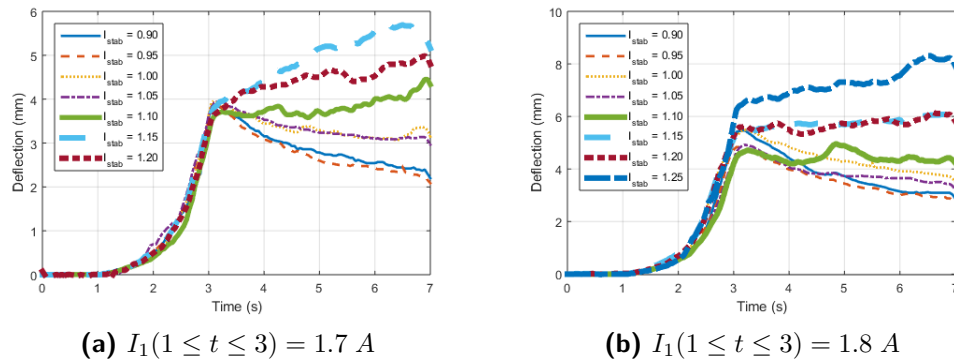 6
5
4
3
2
1
0
Deflection (mm)
I_stab = 0.90
I_stab = 0.95
I_stab = 1.00
I_stab = 1.05
I_stab = 1.10
I_stab = 1.15
I_stab = 1.20
0 1 2 3 4 5 6 7
Time (s)
(a) I₁(1 ≤ t ≤ 3) = 1.7 A
10
8
6
4
2
0
Deflection (mm)
I_stab = 0.90
I_stab = 0.95
I_stab = 1.00
I_stab = 1.05
I_stab = 1.10
I_stab = 1.15
I_stab = 1.20
I_stab = 1.25
0 1 2 3 4 5 6 7
Time (s)
(b) I₁(1 ≤ t ≤ 3) = 1.8 A